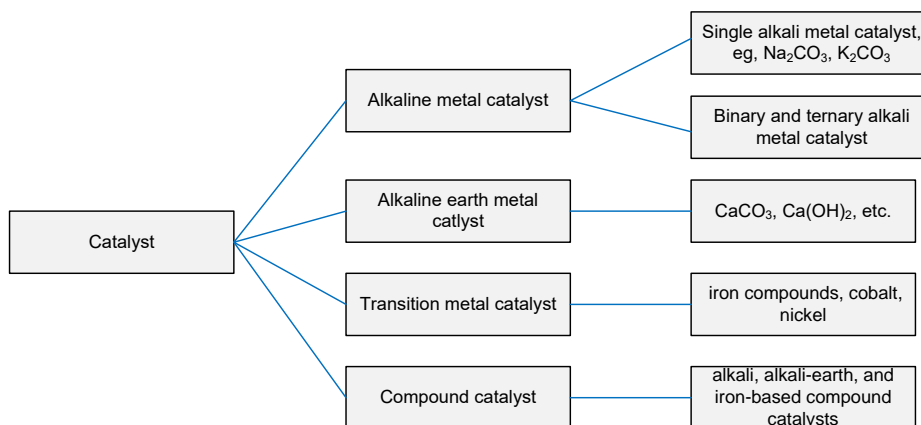 Catalyst
Alkaline metal catalyst
Single alkali metal catalyst,
eg, Na₂CO₃, K₂CO₃
Binary and ternary alkali
metal catalyst
Alkaline earth metal
catlyst
CaCO₃, Ca(OH)₂, etc.
Transition metal catalyst
iron compounds, cobalt,
nickel
Compound catalyst
alkali, alkali-earth, and
iron-based compound
catalysts